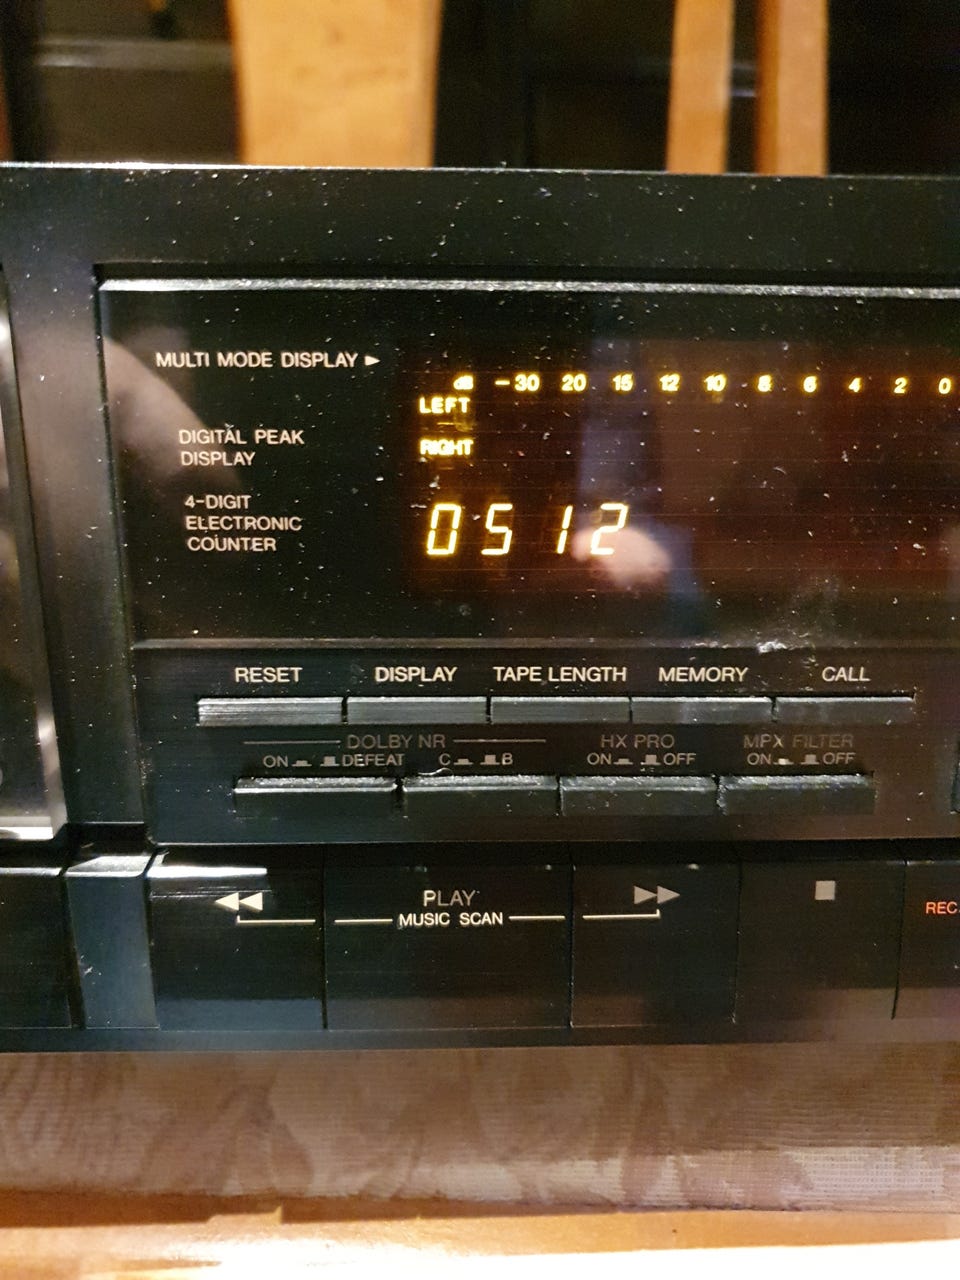 MULTI MODE DISPLAY ►
dB -30 20 15 12 10 8 6 4 2 0
LEFT
DIGITAL PEAK
DISPLAY
RIGHT
4-DIGIT
ELECTRONIC
COUNTER
0512
RESET DISPLAY TAPE LENGTH MEMORY CALL
DOLBY NR HX PRO MPX FILTER
ON DEFEAT C B ON OFF ON OFF
PLAY
MUSIC SCAN
REC